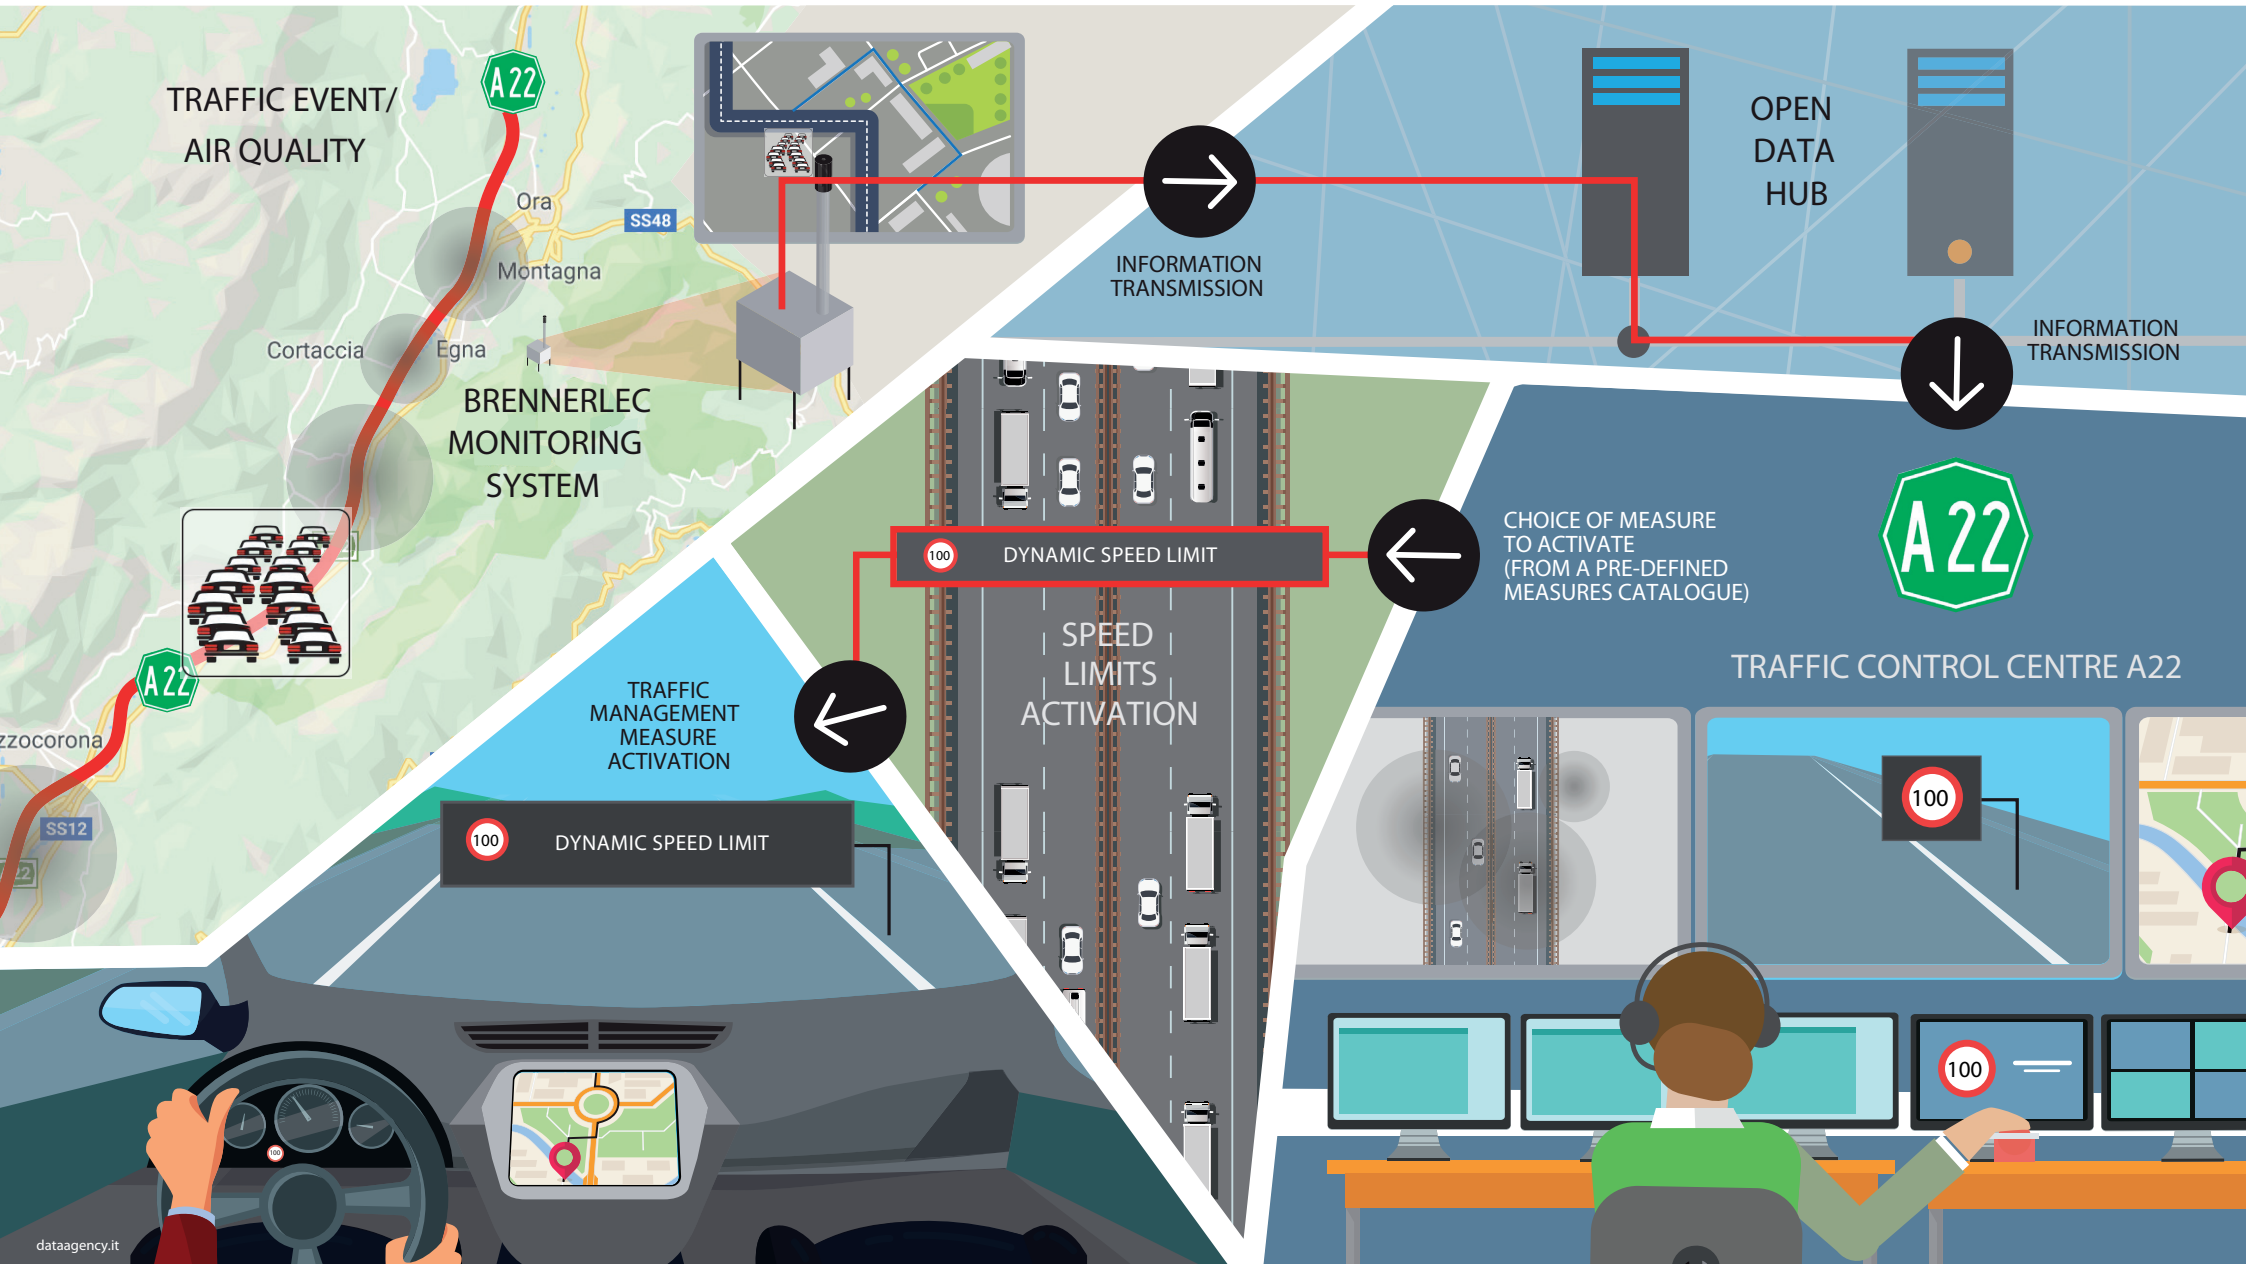 TRAFFIC EVENT/
AIR QUALITY
A22
Ora
SS48
Montagna
Cortaccia
Egna
BRENNERLEC
MONITORING
SYSTEM
A22
zzocorona
SS12
22
INFORMATION
TRANSMISSION
OPEN
DATA
HUB
INFORMATION
TRANSMISSION
A22
CHOICE OF MEASURE
TO ACTIVATE
(FROM A PRE-DEFINED
MEASURES CATALOGUE)
TRAFFIC CONTROL CENTRE A22
100
100
100 DYNAMIC SPEED LIMIT
SPEED
LIMITS
ACTIVATION
TRAFFIC
MANAGEMENT
MEASURE
ACTIVATION
100 DYNAMIC SPEED LIMIT
100
dataagency.it